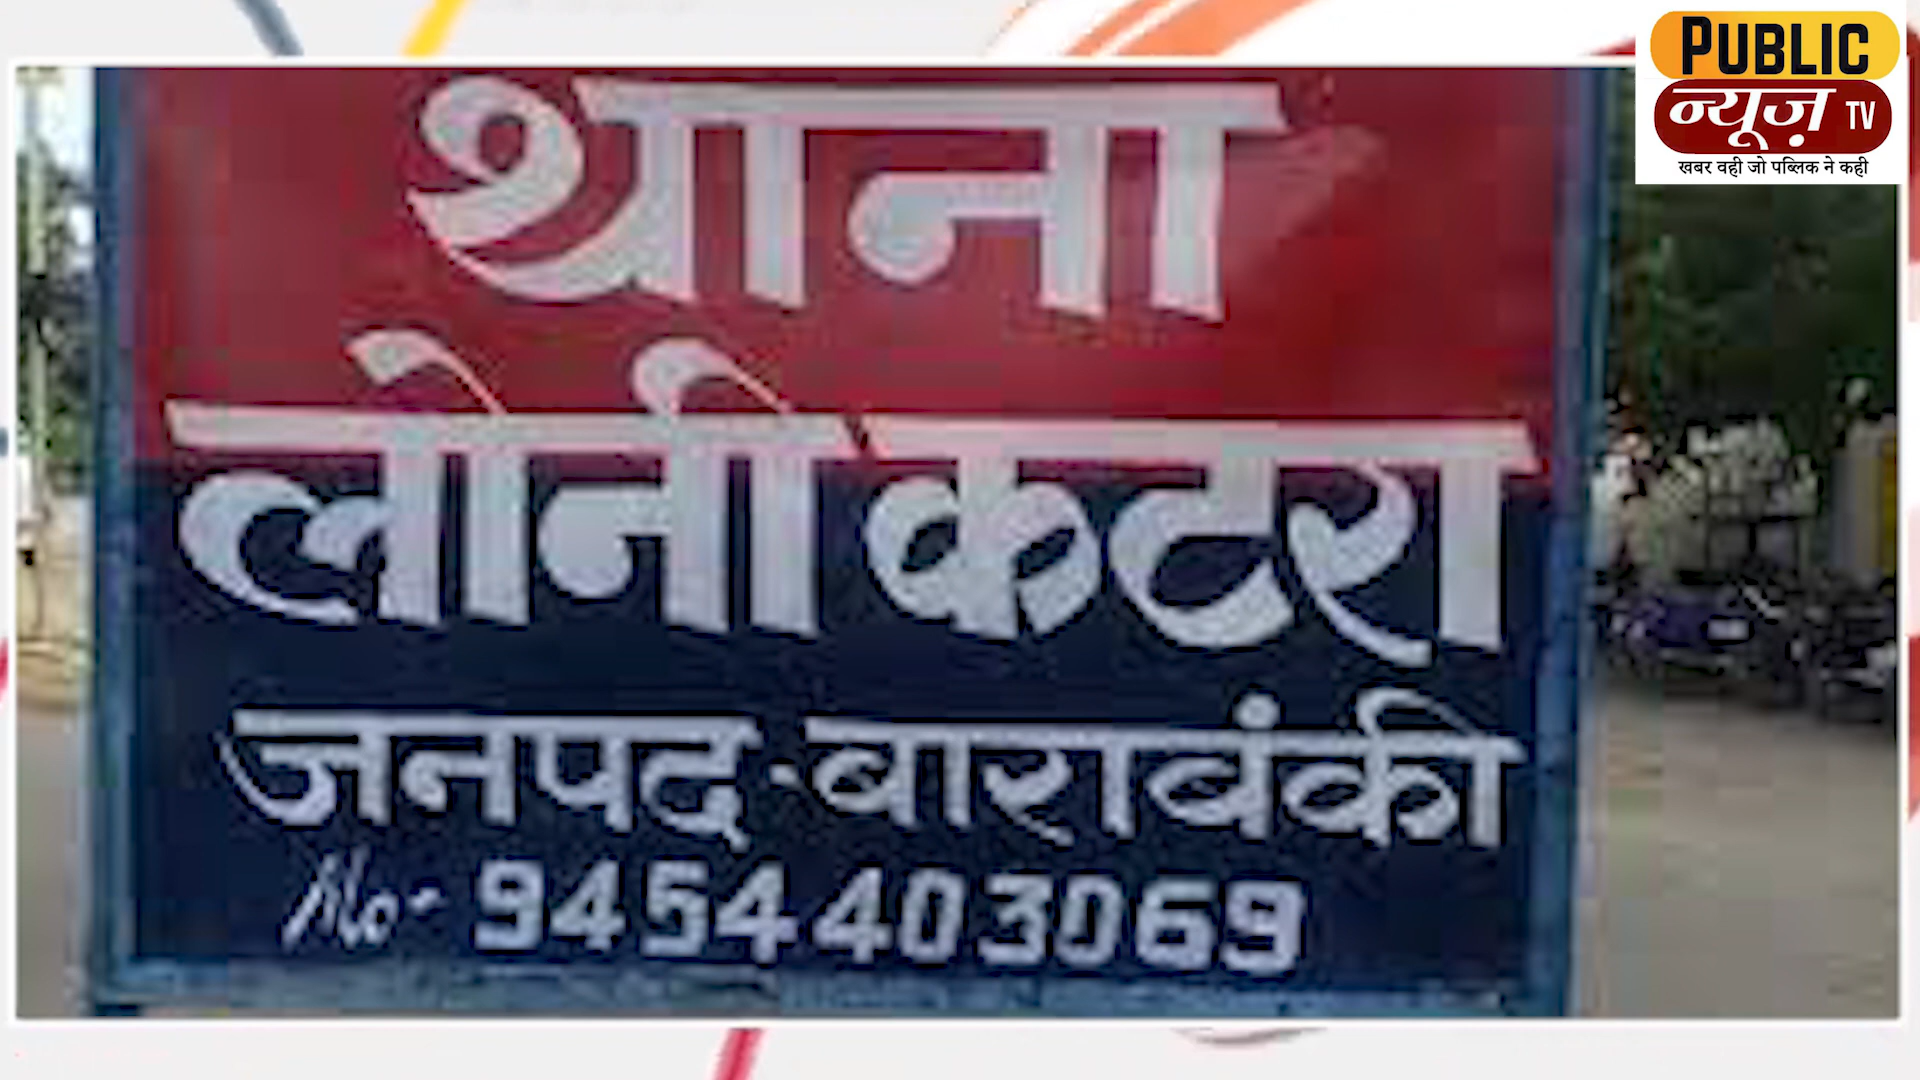 PUBLIC
न्यूज़ TV
खबर वही जो पब्लिक ने कही
थाना
लोनीकटरा
जनपद-बाराबंकी
Mo- 9454403069